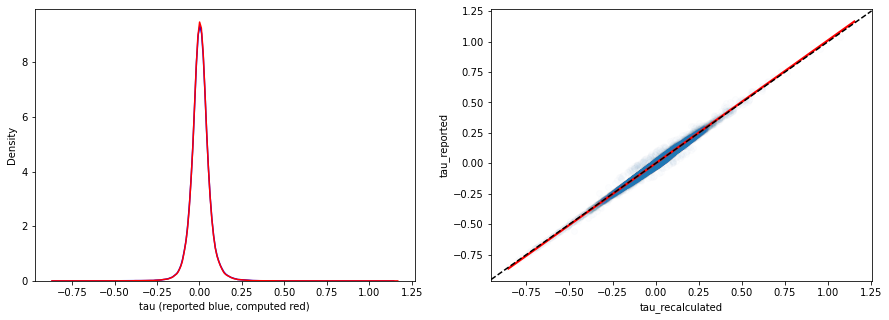 Density
8
6
4
2
0
−0.75 −0.50 −0.25 0.00 0.25 0.50 0.75 1.00 1.25
tau (reported blue, computed red)
tau_reported
1.25
1.00
0.75
0.50
0.25
0.00
−0.25
−0.50
−0.75
−0.75 −0.50 −0.25 0.00 0.25 0.50 0.75 1.00 1.25
tau_recalculated